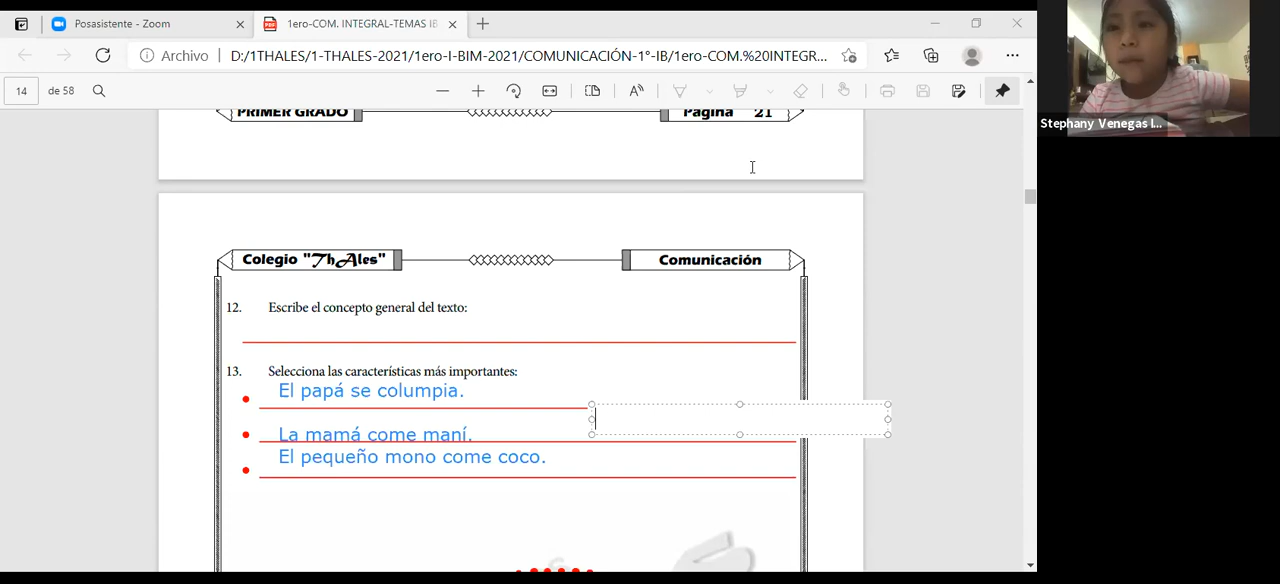 Posasistente - Zoom
1ero-COM. INTEGRAL-TEMAS IB
Archivo
D:/1THALES/1-THALES-2021/1ero-I-BIM-2021/COMUNICACIÓN-1°-IB/1ero-COM.%20INTEGR...
14 de 58
PRIMER GRADO
Pagina 21
Stephany Venegas I...
Colegio "ThAles"
Comunicación
12. Escribe el concepto general del texto:
13. Selecciona las características más importantes:
El papá se columpia.
La mamá come maní.
El pequeño mono come coco.